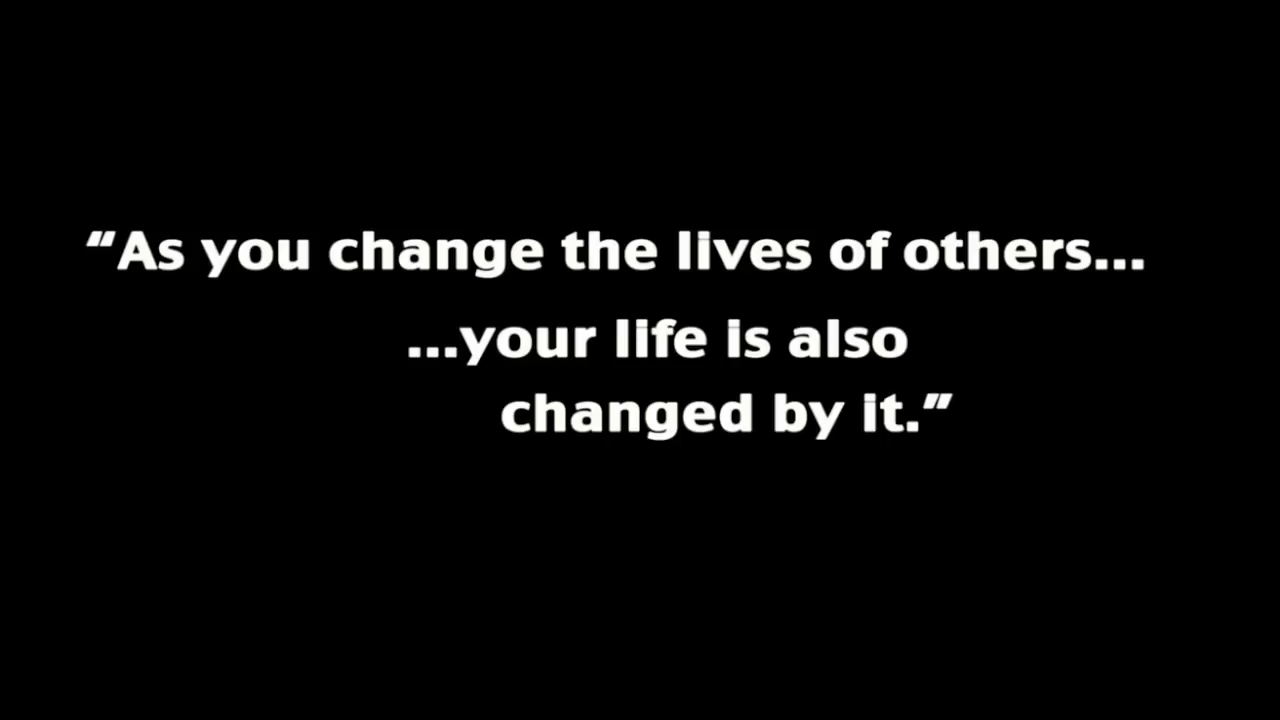 “As you change the lives of others...
...your life is also
changed by it.”